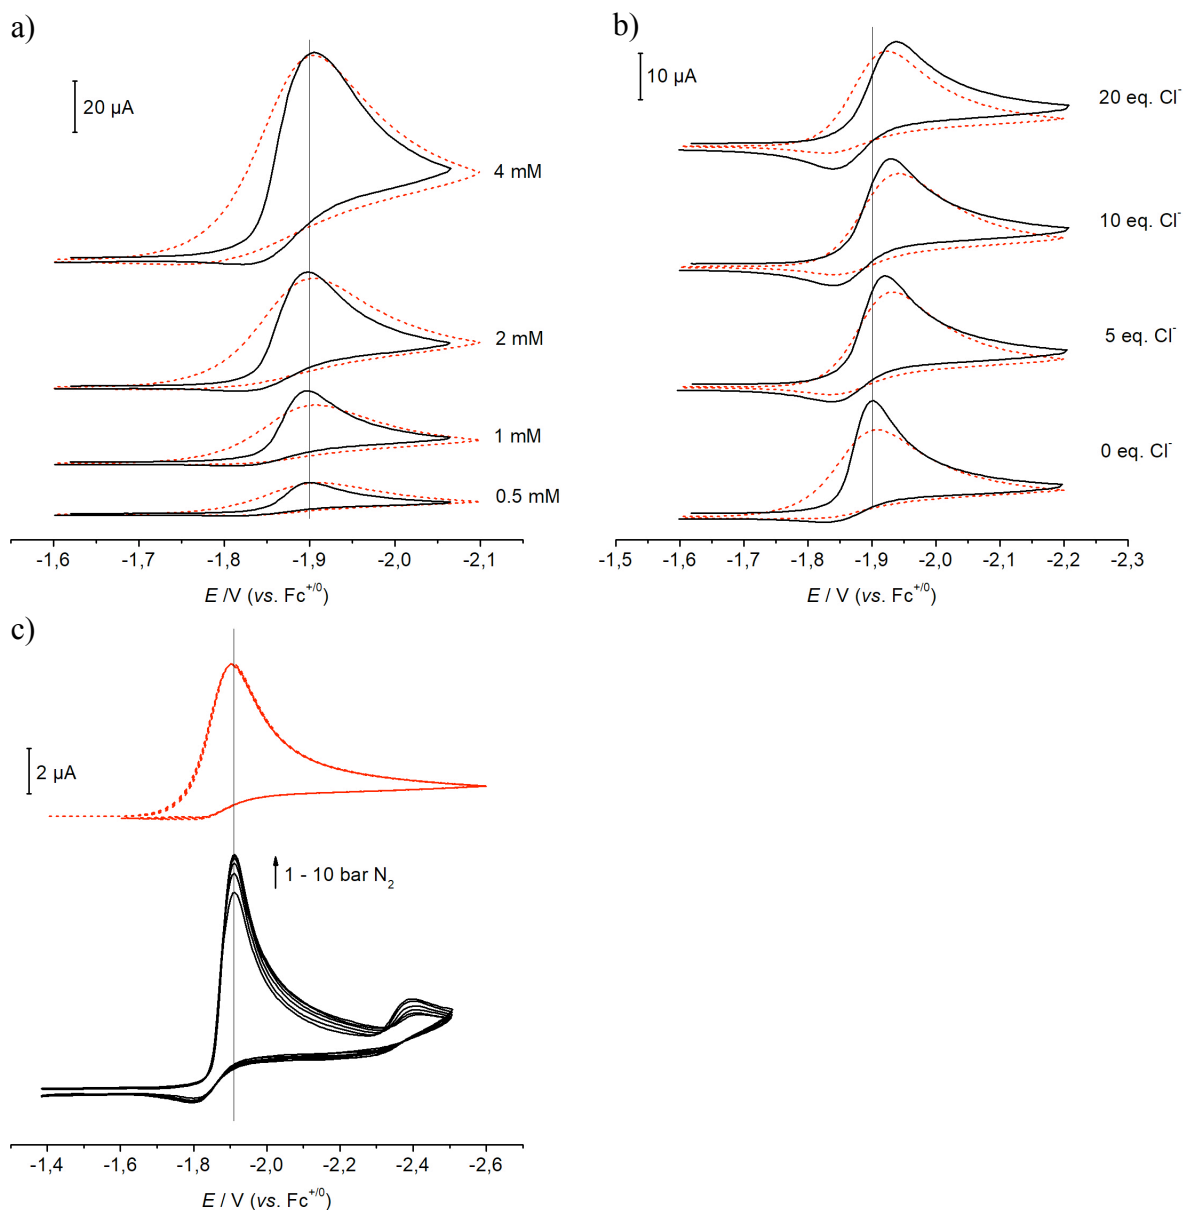 a)
20 µA
4 mM
2 mM
1 mM
0.5 mM
-1,6 -1,7 -1,8 -1,9 -2,0 -2,1
E /V (vs. Fc+/0)
b)
10 µA
20 eq. Cl-
10 eq. Cl-
5 eq. Cl-
0 eq. Cl-
-1,5 -1,6 -1,7 -1,8 -1,9 -2,0 -2,1 -2,2 -2,3
E / V (vs. Fc+/0)
c)
2 µA
1 - 10 bar N2
-1,4 -1,6 -1,8 -2,0 -2,2 -2,4 -2,6
E / V (vs. Fc+/0)